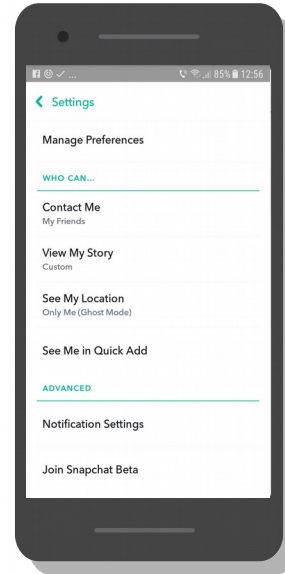 ... 85% 12:56
Settings
Manage Preferences
WHO CAN...
Contact Me
My Friends
View My Story
Custom
See My Location
Only Me (Ghost Mode)
See Me in Quick Add
ADVANCED
Notification Settings
Join Snapchat Beta